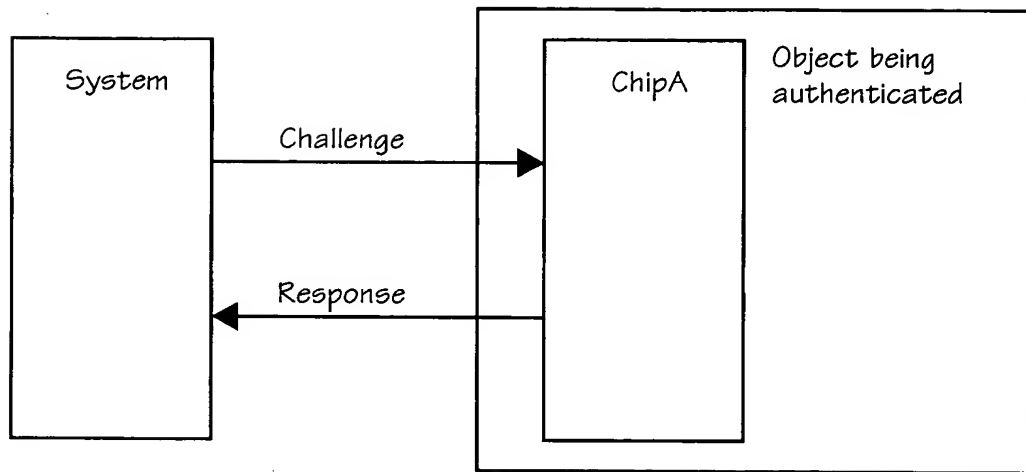 System
ChipA
Object being
authenticated
Challenge
Response